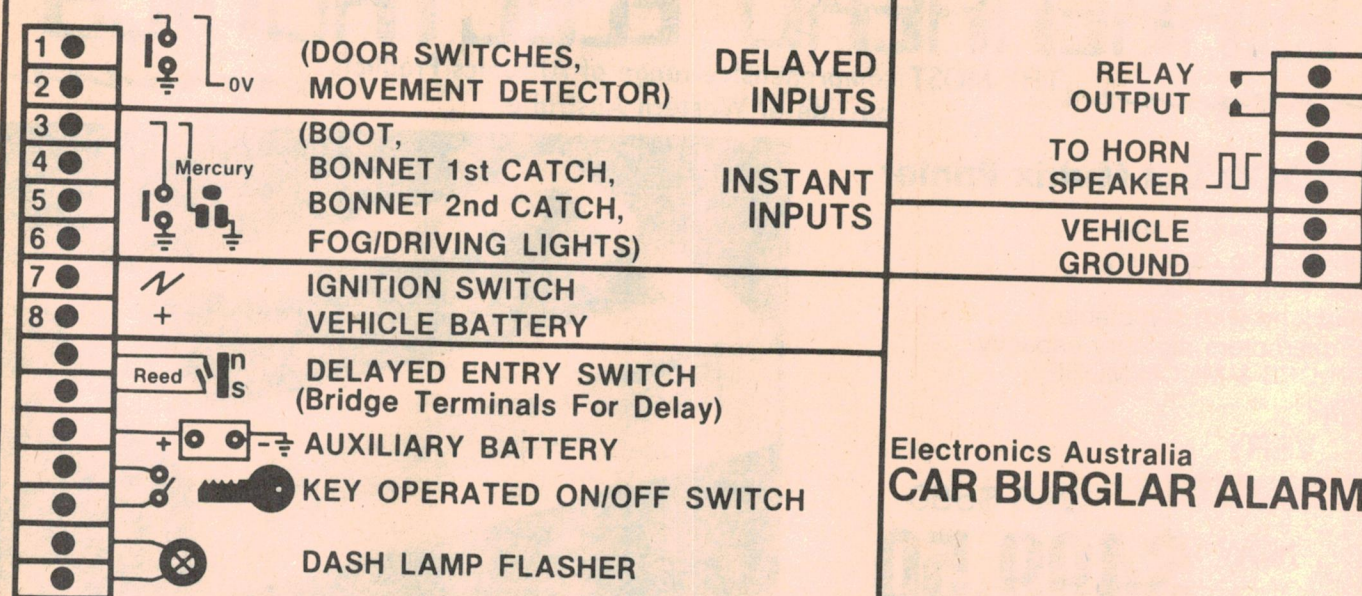 1
2
0V
(DOOR SWITCHES,
MOVEMENT DETECTOR)
DELAYED
INPUTS
3
4
5
6
Mercury
(BOOT,
BONNET 1st CATCH,
BONNET 2nd CATCH,
FOG/DRIVING LIGHTS)
INSTANT
INPUTS
7
IGNITION SWITCH
8
+
VEHICLE BATTERY
Reed
n
s
DELAYED ENTRY SWITCH
(Bridge Terminals For Delay)
+ -
AUXILIARY BATTERY
KEY OPERATED ON/OFF SWITCH
DASH LAMP FLASHER
RELAY
OUTPUT
TO HORN
SPEAKER
VEHICLE
GROUND
Electronics Australia
CAR BURGLAR ALARM